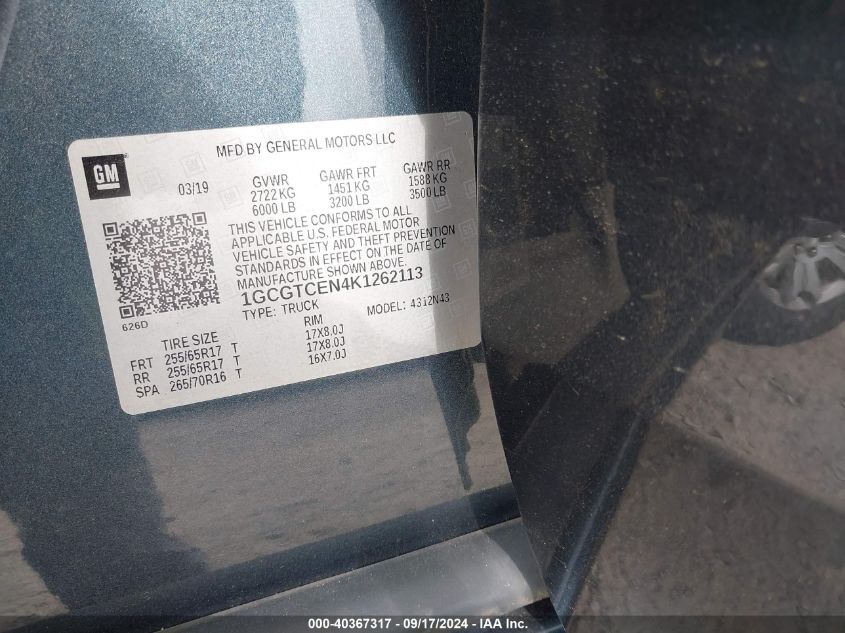 MFD BY GENERAL MOTORS LLC
GM
03/19
GVWR GAWR FRT GAWR RR
2722 KG 1451 KG 1588 KG
6000 LB 3200 LB 3500 LB
THIS VEHICLE CONFORMS TO ALL
APPLICABLE U.S. FEDERAL MOTOR
VEHICLE SAFETY AND THEFT PREVENTION
STANDARDS IN EFFECT ON THE DATE OF
MANUFACTURE SHOWN ABOVE.
1GCGTCEN4K1262113
TYPE: TRUCK MODEL: 4312N43
626D
TIRE SIZE RIM
FRT 255/65R17 T 17X8.0J
RR 255/65R17 T 17X8.0J
SPA 265/70R16 T 16X7.0J
000-40367317 - 09/17/2024 - IAA Inc.